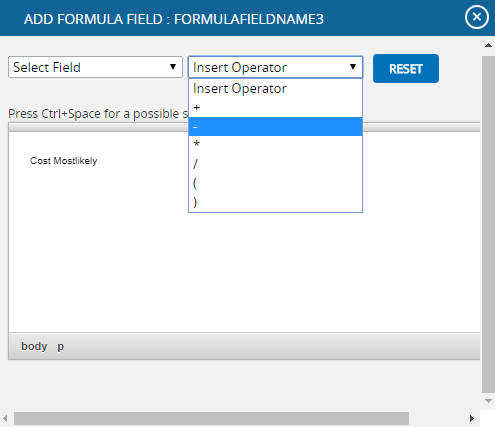 ADD FORMULA FIELD : FORMULAFIELDNAME3
Select Field
Insert Operator
RESET
Insert Operator
+
-
*
/
(
)
Press Ctrl+Space for a possible s
Cost Mostlikely
body p